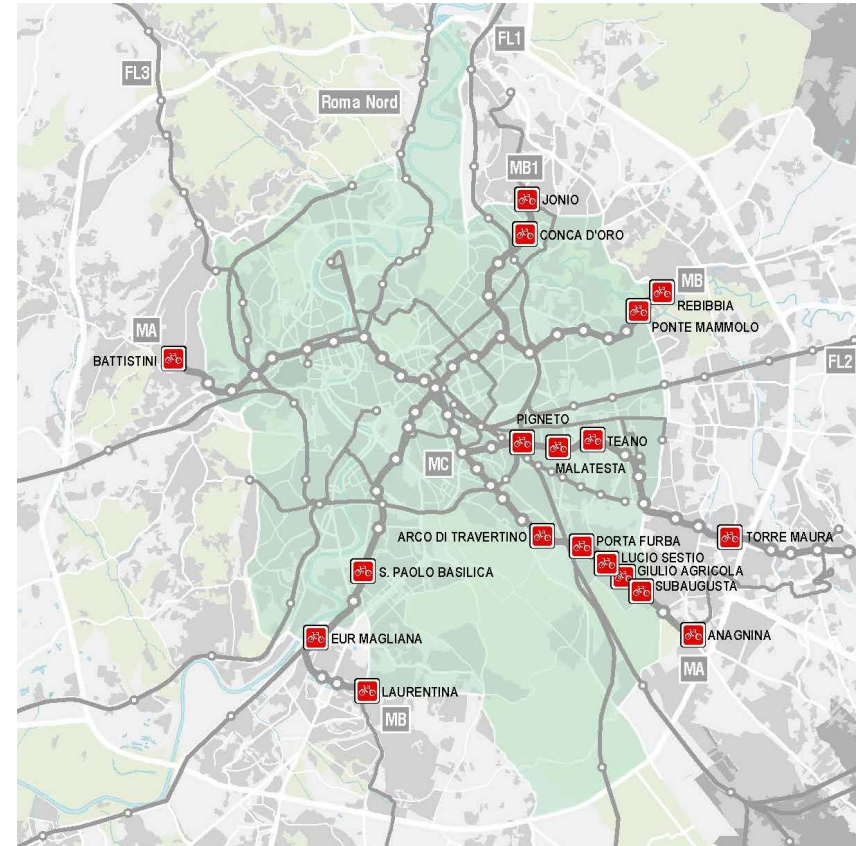 FL1
FL3
Roma Nord
MB1
JONIO
CONCA D'ORO
MB
REBIBBIA
PONTE MAMMOLO
MA
BATTISTINI
FL2
PIGNETO
TEANO
MC
MALATESTA
ARCO DI TRAVERTINO
PORTA FURBA
TORRE MAURA
LUCIO SESTIO
GIULIO AGRICOLA
S. PAOLO BASILICA
SUBAUGUSTA
EUR MAGLIANA
ANAGNINA
MA
LAURENTINA
MB